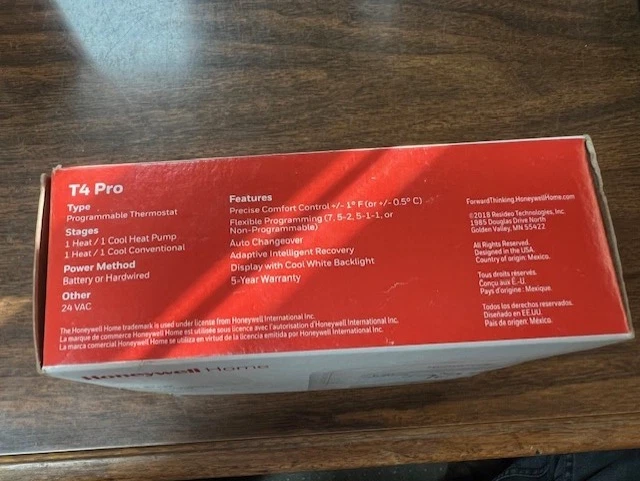 T4 Pro
Type
Programmable Thermostat
Stages
1 Heat / 1 Cool Heat Pump
1 Heat / 1 Cool Conventional
Power Method
Battery or Hardwired
Other
24 VAC
Features
Precise Comfort Control +/- 1° F (or +/- 0.5° C)
Flexible Programming (7, 5-2, 5-1-1, or
Non-Programmable)
Auto Changeover
Adaptive Intelligent Recovery
Display with Cool White Backlight
5-Year Warranty
ForwardThinking.HoneywellHome.com
©2018 Resideo Technologies, Inc.
1985 Douglas Drive North
Golden Valley, MN 55422
All Rights Reserved.
Designed in the USA.
Country of origin: Mexico.
Tous droits réservés.
Conçu aux É.-U.
Pays d'origine : Mexique.
Todos los derechos reservados.
Diseñado en EE.UU.
País de origen: México.
The Honeywell Home trademark is used under license from Honeywell International Inc.
La marque de commerce Honeywell Home est utilisée sous licence avec l'autorisation d'Honeywell International Inc.
La marca comercial Honeywell Home se utiliza en virtud de la licencia emitida por Honeywell International Inc.
Honeywell Home